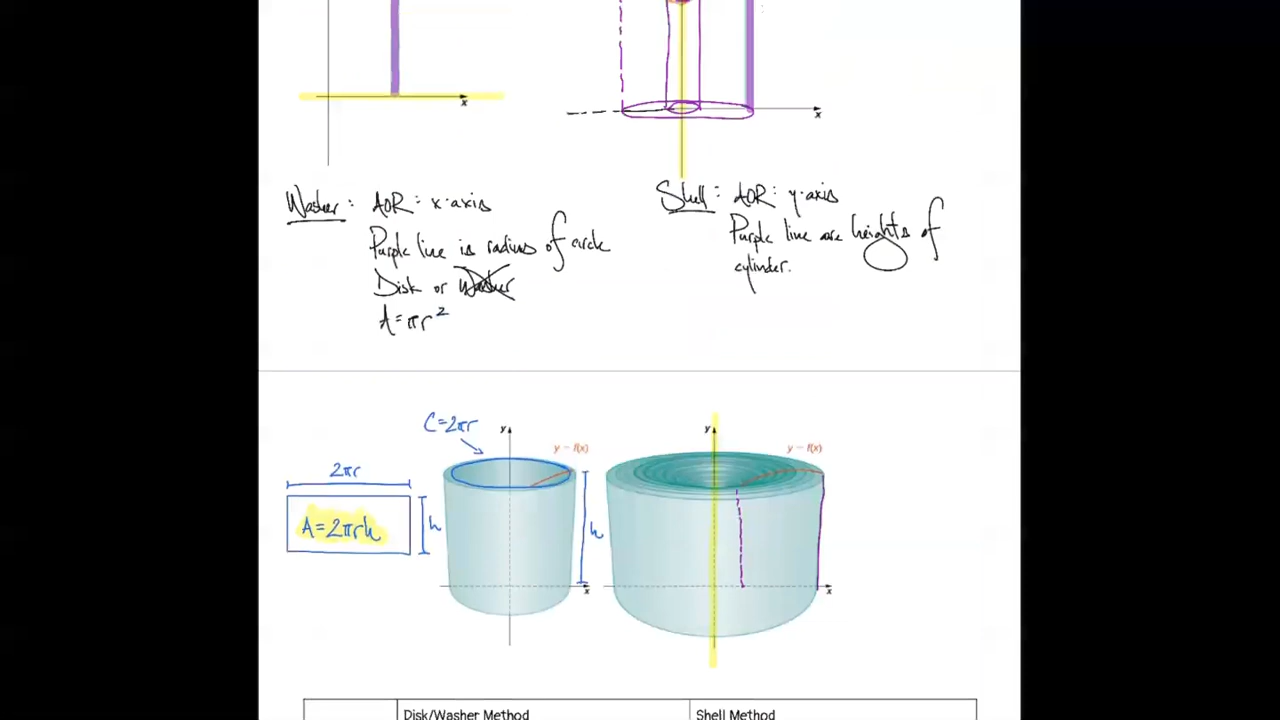 x
x
Washer: AOR: x-axis
Purple line is radius of circle
Disk or Washer
A=πr²
Shell: AOR: y-axis
Purple line are heights of
cylinder.
C=2πr
2πr
A=2πrh
h
y
y = f(x)
h
x
y
y = f(x)
x
Disk/Washer Method
Shell Method